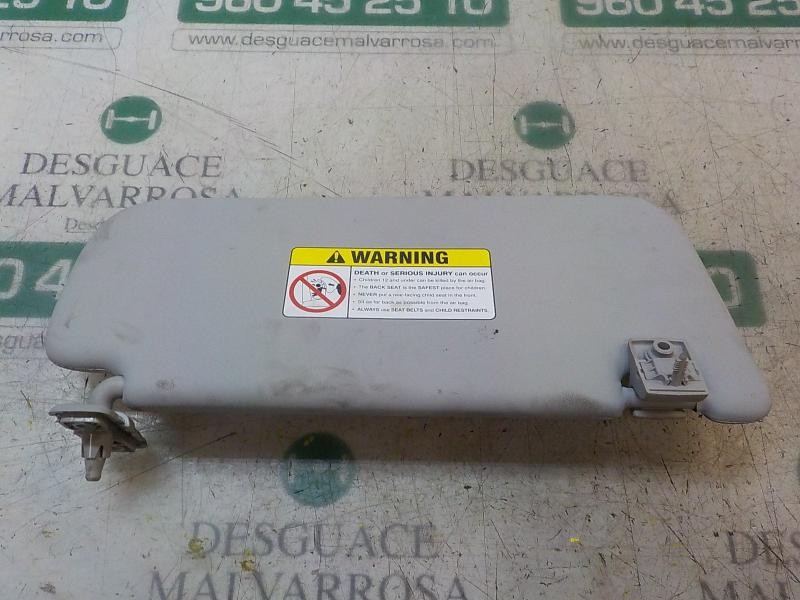 960 45 25 10
960 45 25
www.desguacemalvarrosa.com
www.desguacemalva
rosa.com
DESGUACE
MALVARROSA
DESGUACE
MALVARROSA
WARNING
DEATH or SERIOUS INJURY can occur
• Children 12 and under can be killed by the air bag.
• The BACK SEAT is the SAFEST place for children.
• NEVER put a rear-facing child seat in the front.
• Sit as far back as possible from the air bag.
• ALWAYS use SEAT BELTS and CHILD RESTRAINTS.
DESGUACE
MALVARROSA